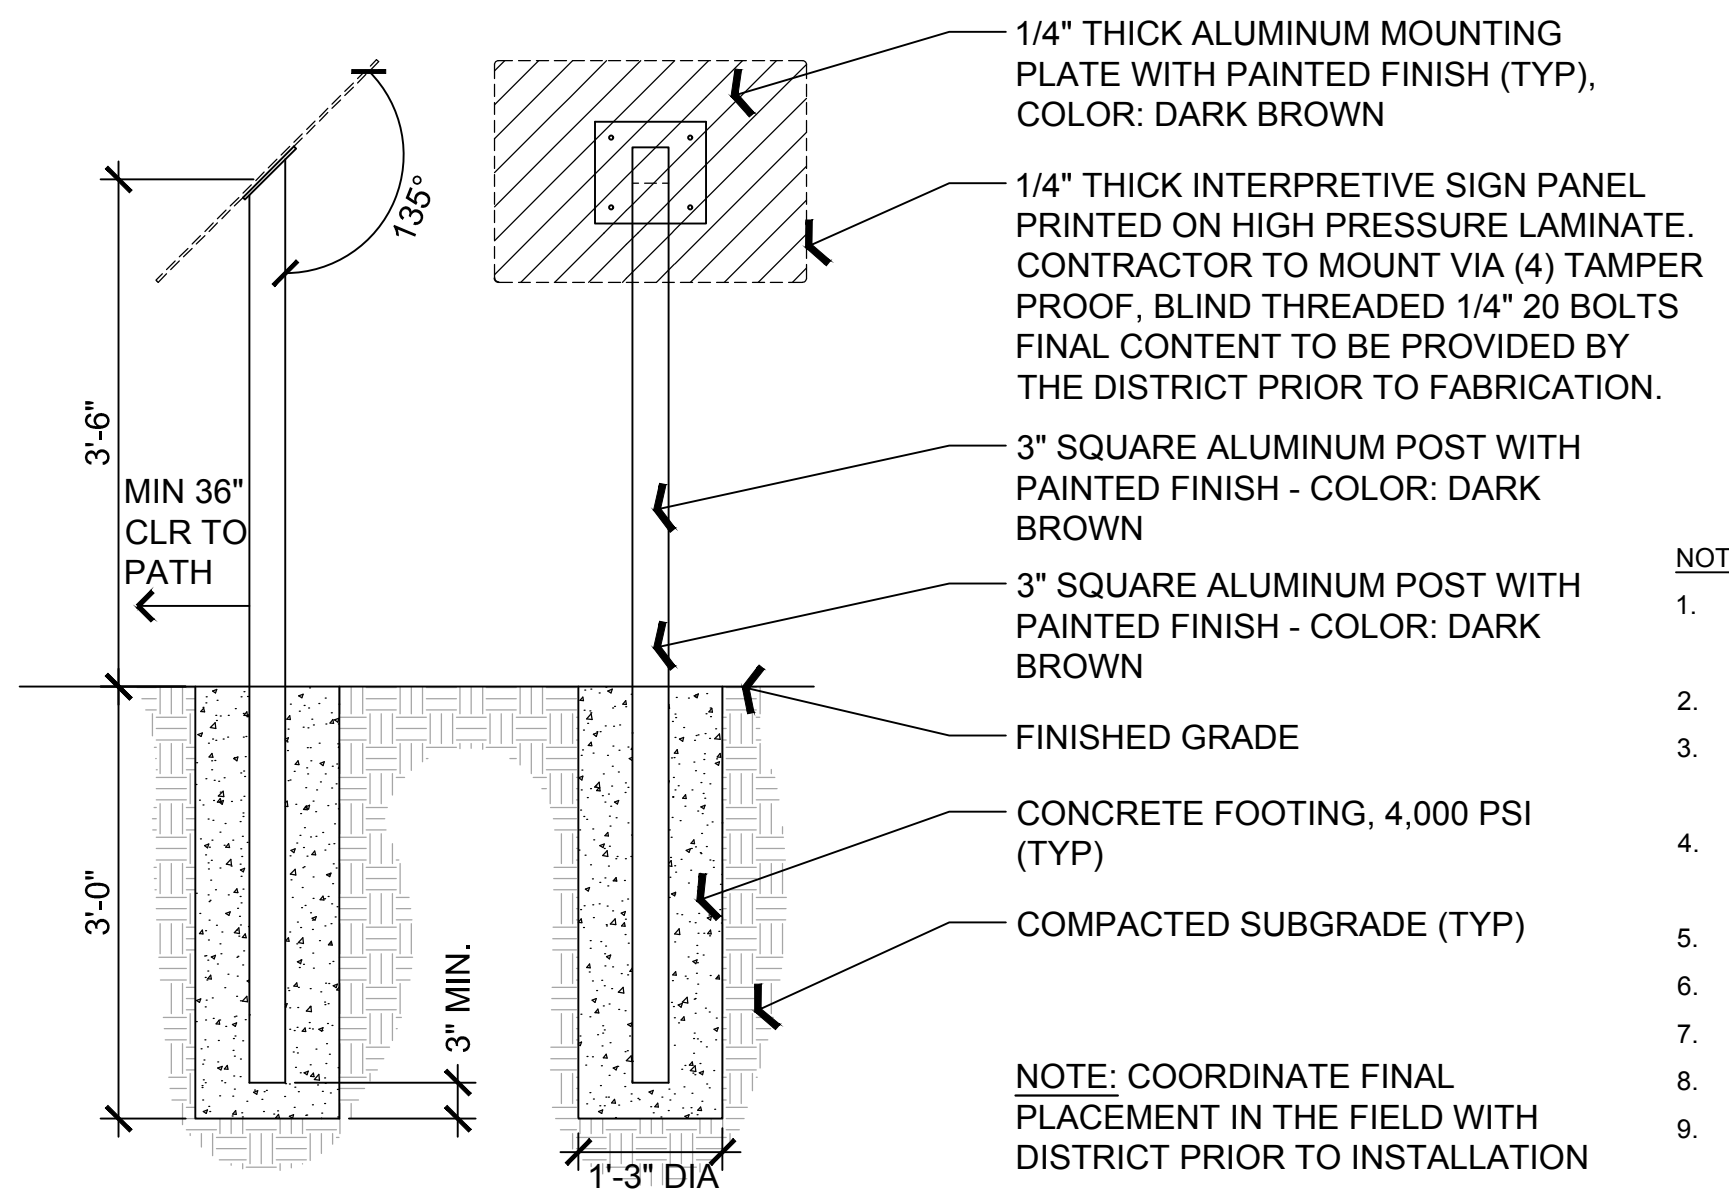 1/4" THICK ALUMINUM MOUNTING
PLATE WITH PAINTED FINISH (TYP),
COLOR: DARK BROWN
1/4" THICK INTERPRETIVE SIGN PANEL
PRINTED ON HIGH PRESSURE LAMINATE.
CONTRACTOR TO MOUNT VIA (4) TAMPER
PROOF, BLIND THREADED 1/4" 20 BOLTS
FINAL CONTENT TO BE PROVIDED BY
THE DISTRICT PRIOR TO FABRICATION.
135°
3'-6"
MIN 36"
CLR TO
PATH
3" SQUARE ALUMINUM POST WITH
PAINTED FINISH - COLOR: DARK
BROWN
3" SQUARE ALUMINUM POST WITH
PAINTED FINISH - COLOR: DARK
BROWN
FINISHED GRADE
CONCRETE FOOTING, 4,000 PSI
(TYP)
COMPACTED SUBGRADE (TYP)
3'-0"
3" MIN.
1'-3" DIA
NOTE: COORDINATE FINAL
PLACEMENT IN THE FIELD WITH
DISTRICT PRIOR TO INSTALLATION
NOT
1.
2.
3.
4.
5.
6.
7.
8.
9.